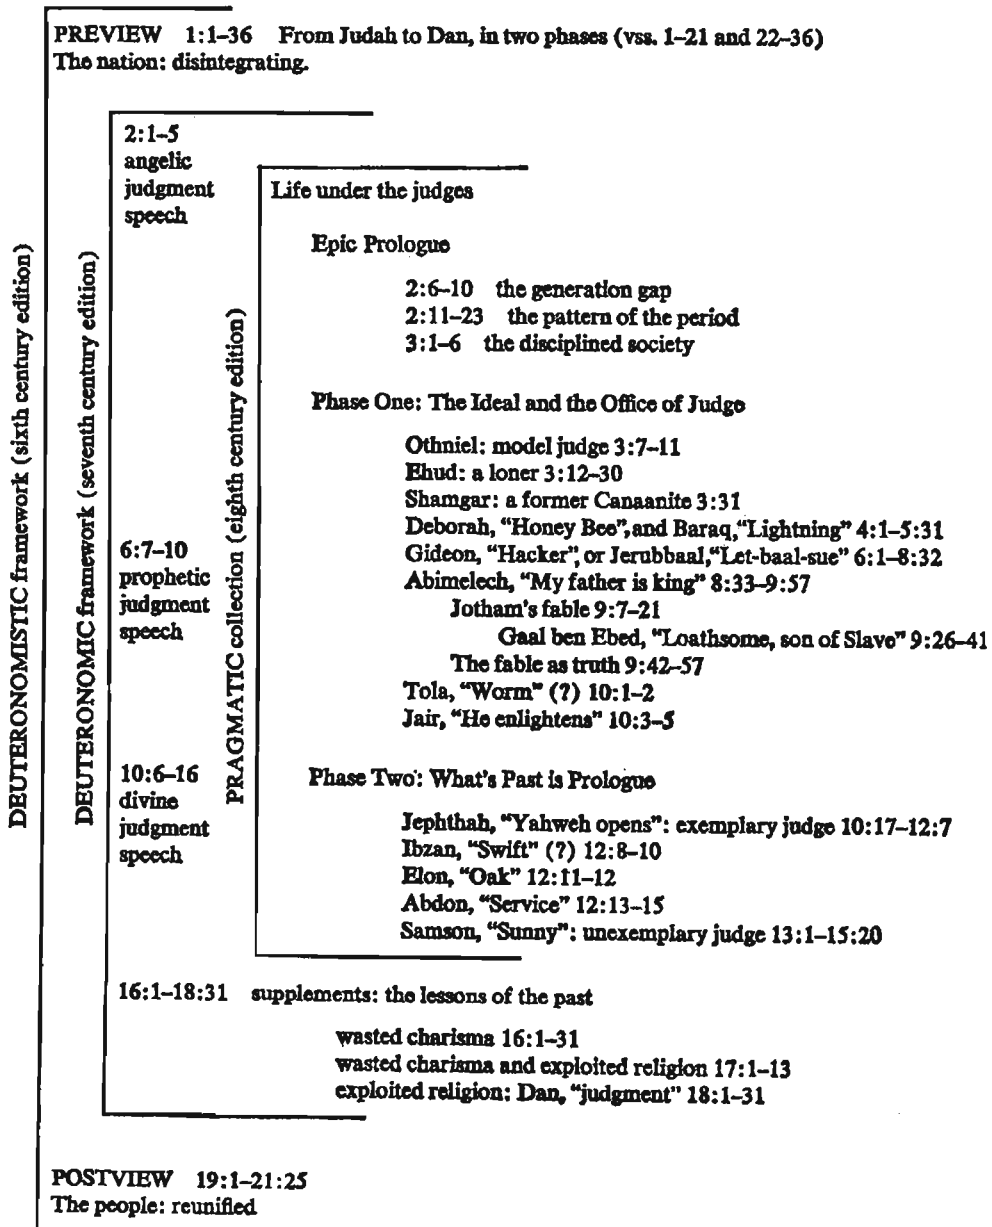 PREVIEW 1:1–36 From Judah to Dan, in two phases (vss. 1–21 and 22–36)
The nation: disintegrating.
DEUTERONOMISTIC framework (sixth century edition)
DEUTERONOMIC framework (seventh century edition)
2:1–5
angelic
judgment
speech
6:7–10
prophetic
judgment
speech
10:6–16
divine
judgment
speech
PRAGMATIC collection (eighth century edition)
Life under the judges
Epic Prologue
2:6–10 the generation gap
2:11–23 the pattern of the period
3:1–6 the disciplined society
Phase One: The Ideal and the Office of Judge
Othniel: model judge 3:7–11
Ehud: a loner 3:12–30
Shamgar: a former Canaanite 3:31
Deborah, “Honey Bee”, and Baraq, “Lightning” 4:1–5:31
Gideon, “Hacker”, or Jerubbaal, “Let-baal-sue” 6:1–8:32
Abimelech, “My father is king” 8:33–9:57
Jotham's fable 9:7–21
Gaal ben Ebed, “Loathsome, son of Slave” 9:26–41
The fable as truth 9:42–57
Tola, “Worm” (?) 10:1–2
Jair, “He enlightens” 10:3–5
Phase Two: What's Past is Prologue
Jephthah, “Yahweh opens”: exemplary judge 10:17–12:7
Ibzan, “Swift” (?) 12:8–10
Elon, “Oak” 12:11–12
Abdon, “Service” 12:13–15
Samson, “Sunny”: unexemplary judge 13:1–15:20
16:1–18:31 supplements: the lessons of the past
wasted charisma 16:1–31
wasted charisma and exploited religion 17:1–13
exploited religion: Dan, “judgment” 18:1–31
POSTVIEW 19:1–21:25
The people: reunified